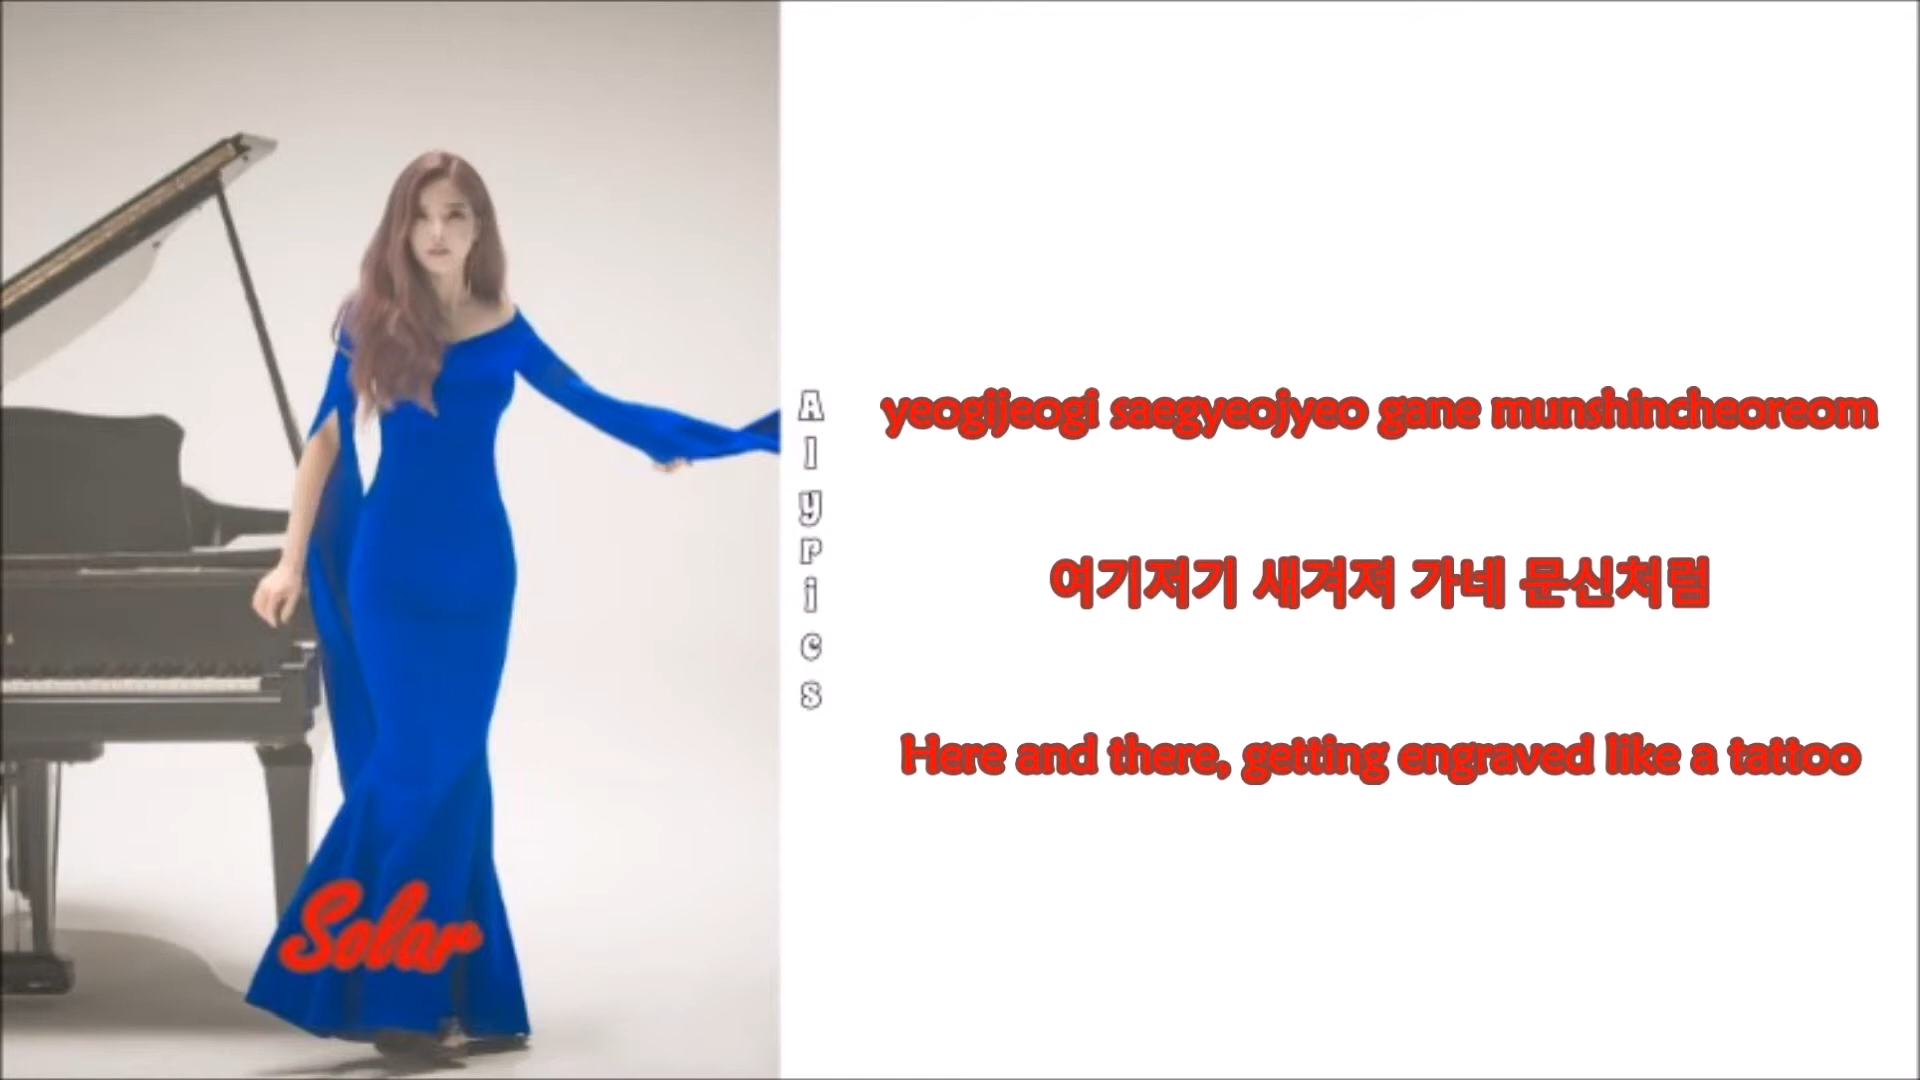 Solar
Alyrics
yeogijeogi saegyeojyeo gane munshincheoreom
여기저기 새겨져 가네 문신처럼
Here and there, getting engraved like a tattoo